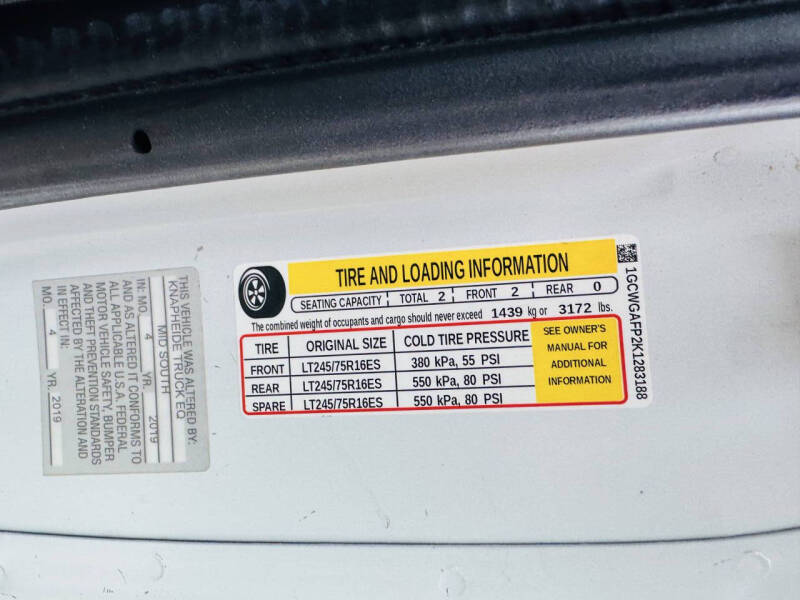 THIS VEHICLE WAS ALTERED BY:
KNAPHEIDE TRUCK EQ
MID SOUTH
IN: MO. 4 YR. 2019
AND AS ALTERED IT CONFORMS TO
ALL APPLICABLE U.S.A. FEDERAL
MOTOR VEHICLE SAFETY, BUMPER
AND THEFT PREVENTION STANDARDS
AFFECTED BY THE ALTERATION AND
IN EFFECT IN:
MO. 4 YR. 2019
TIRE AND LOADING INFORMATION
SEATING CAPACITY TOTAL 2 FRONT 2 REAR 0
The combined weight of occupants and cargo should never exceed 1439 kg or 3172 lbs.
TIRE ORIGINAL SIZE COLD TIRE PRESSURE
FRONT LT245/75R16ES 380 kPa, 55 PSI
REAR LT245/75R16ES 550 kPa, 80 PSI
SPARE LT245/75R16ES 550 kPa, 80 PSI
SEE OWNER'S
MANUAL FOR
ADDITIONAL
INFORMATION
1GCWGAFP2K1283188